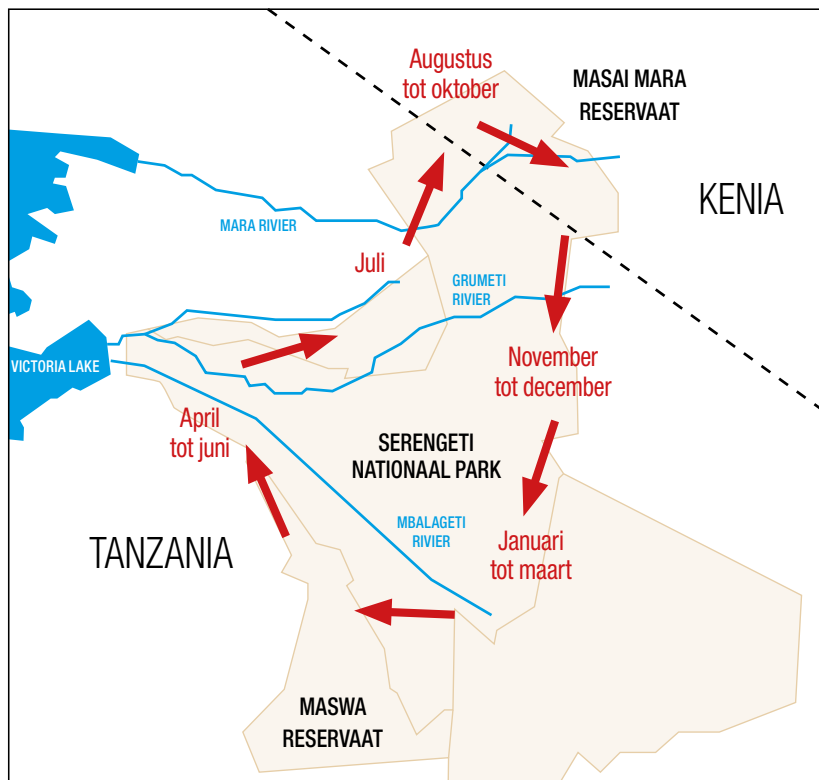 Augustus
tot oktober
MASAI MARA
RESERVAAT
KENIA
MARA RIVIER
Juli
GRUMETI
RIVIER
VICTORIA LAKE
November
tot december
April
tot juni
SERENGETI
NATIONAAL PARK
MBALAGETI
RIVIER
TANZANIA
Januari
tot maart
MASWA
RESERVAAT